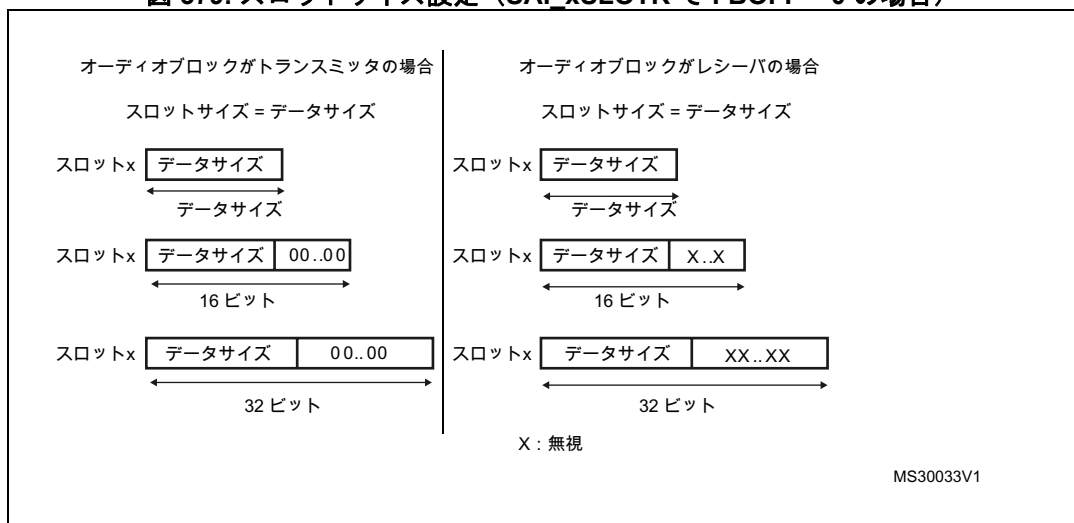 オーディオブロックがトランスミッタの場合
スロットサイズ = データサイズ
スロットx データサイズ
データサイズ
スロットx データサイズ 00..00
16 ビット
スロットx データサイズ 00..00
32 ビット
オーディオブロックがレシーバの場合
スロットサイズ = データサイズ
スロットx データサイズ
データサイズ
スロットx データサイズ X..X
16 ビット
スロットx データサイズ XX..XX
32 ビット
X：無視
MS30033V1